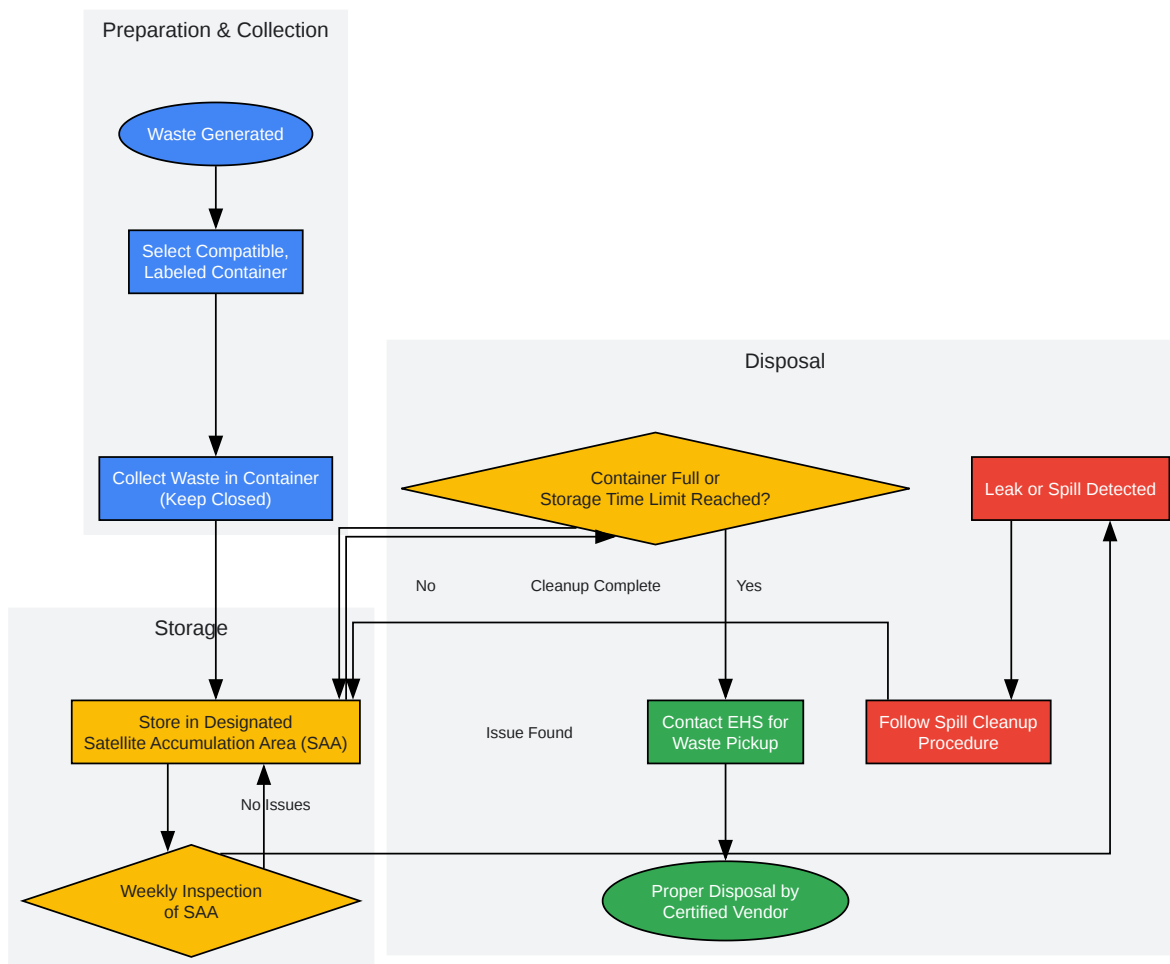 Preparation & Collection
Waste Generated
Select Compatible,
Labeled Container
Collect Waste in Container
(Keep Closed)
Disposal
Container Full or
Storage Time Limit Reached?
Leak or Spill Detected
No
Cleanup Complete
Yes
Storage
Store in Designated
Satellite Accumulation Area (SAA)
Issue Found
Contact EHS for
Waste Pickup
Follow Spill Cleanup
Procedure
No Issues
Weekly Inspection
of SAA
Proper Disposal by
Certified Vendor